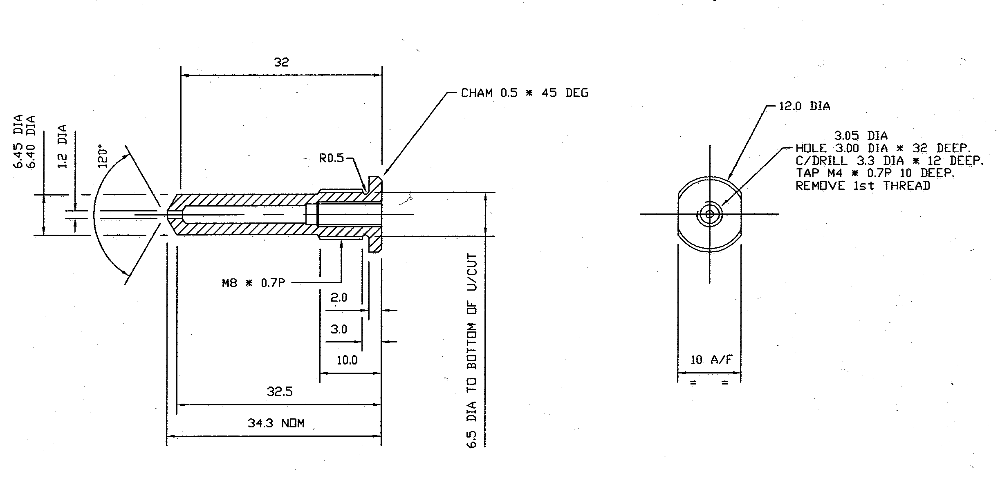 32
CHAM 0.5 * 45 DEG
12.0 DIA
6.45 DIA
6.40 DIA
1.2 DIA
120°
R0.5
3.05 DIA
HOLE 3.00 DIA * 32 DEEP.
C/DRILL 3.3 DIA * 12 DEEP.
TAP M4 * 0.7P 10 DEEP.
REMOVE 1st THREAD
M8 * 0.7P
2.0
3.0
10.0
32.5
34.3 NOM
6.5 DIA TO BOTTOM OF U/CUT
10 A/F
= =